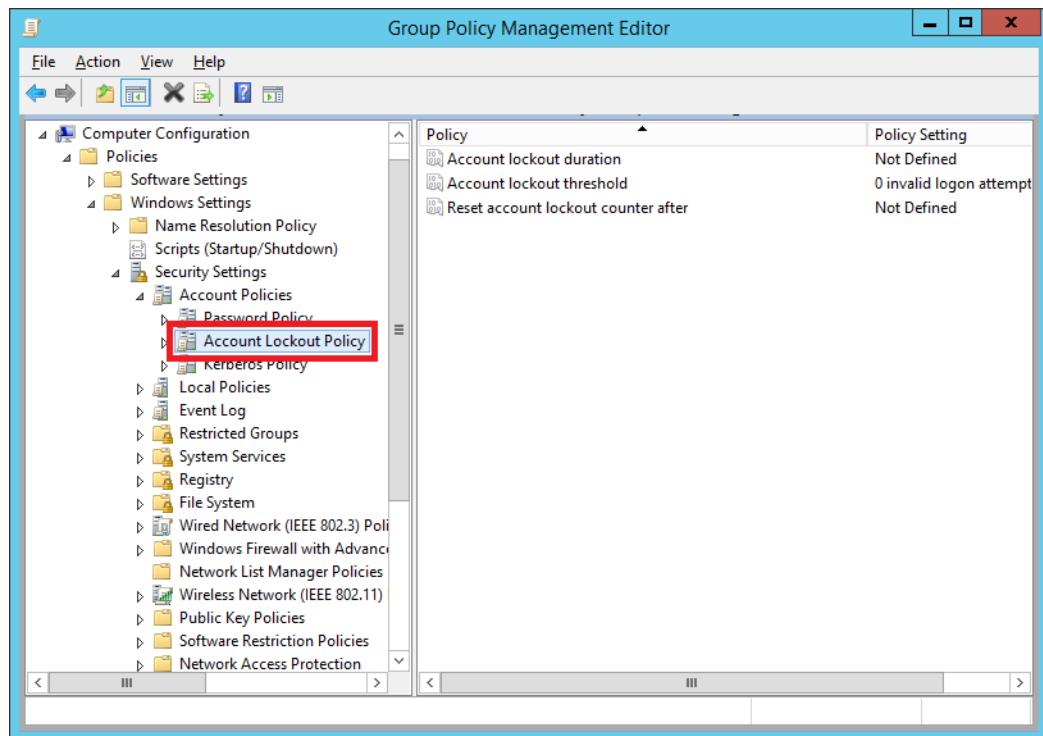 Group Policy Management Editor
File Action View Help
Computer Configuration
Policies
Software Settings
Windows Settings
Name Resolution Policy
Scripts (Startup/Shutdown)
Security Settings
Account Policies
Password Policy
Account Lockout Policy
Kerberos Policy
Local Policies
Event Log
Restricted Groups
System Services
Registry
File System
Wired Network (IEEE 802.3) Poli
Windows Firewall with Advanc
Network List Manager Policies
Wireless Network (IEEE 802.11)
Public Key Policies
Software Restriction Policies
Network Access Protection
Policy Policy Setting
Account lockout duration Not Defined
Account lockout threshold 0 invalid logon attempt
Reset account lockout counter after Not Defined